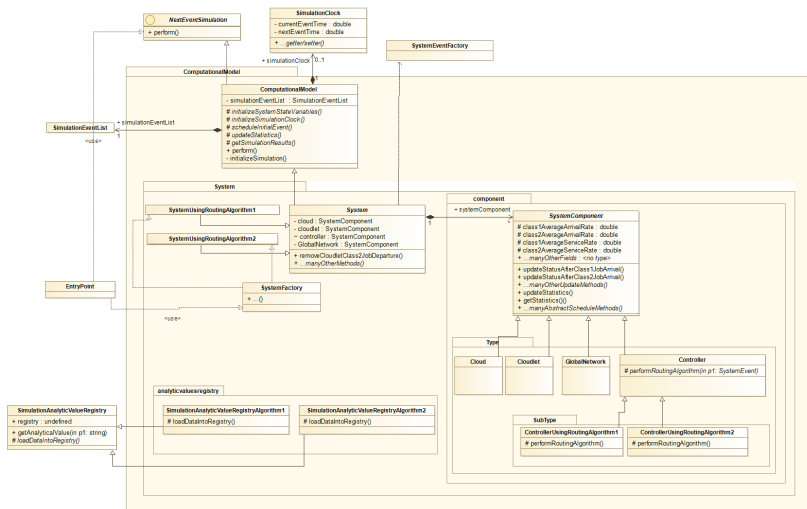 NextEventSimulation
+ perform()
SimulationClock
- currentEventTime : double
- nextEventTime : double
+ ...getter/setter()
SystemEventFactory
+ simulationClock
0..1
1
ComputationalModel
ComputationalModel
- simulationEventList : SimulationEventList
# initializeSystemStateVariables()
# initializeSimulationClock()
# scheduleInitialEvent()
# updateStatistics()
# getSimulationResults()
+ perform()
- initializeSimulation()
+ simulationEventList
1
SimulationEventList
<use>
System
SystemUsingRoutingAlgorithm1
SystemUsingRoutingAlgorithm2
System
- cloud : SystemComponent
- cloudlet : SystemComponent
~ controller : SystemComponent
- GlobalNetwork : SystemComponent
+ removeCloudletClass2JobDeparture()
+ ...manyOtherMethods()
1
+ systemComponent
*
component
SystemComponent
# class1AverageArrivalRate : double
# class2AverageArrivalRate : double
# class1AverageServiceRate : double
# class2AverageServiceRate : double
+ ...manyOtherFields : <no type>
+ updateStatusAfterClass1JobArrival()
+ updateStatusAfterClass2JobArrival()
+ ...manyOtherUpdateMethods()
+ updateStatistics()
+ getStatistics()()
+ ...manyAbstractScheduleMethods()
EntryPoint
SystemFactory
+ ...()
<use>
Type
Cloud
Cloudlet
GlobalNetwork
Controller
# performRoutingAlgorithm(in p1: SystemEvent)
analyticvaluesregistry
SimulationAnalyticValueRegistryAlgorithm1
# loadDataIntoRegistry()
SimulationAnalyticValueRegistryAlgorithm2
# loadDataIntoRegistry()
SimulationAnalyticValueRegistry
+ registry : undefined
+ getAnalyticalValue(in p1: string)
# loadDataIntoRegistry()
SubType
ControllerUsingRoutingAlgorithm1
# performRoutingAlgorithm()
ControllerUsingRoutingAlgorithm2
# performRoutingAlgorithm()